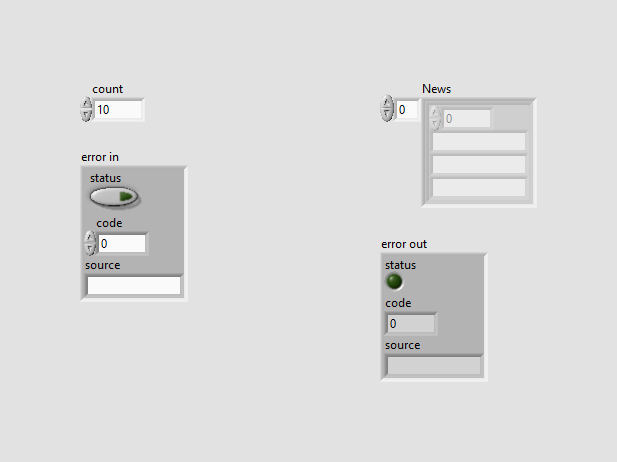 count
10
error in
status
code
0
source
News
0
0
error out
status
code
0
source